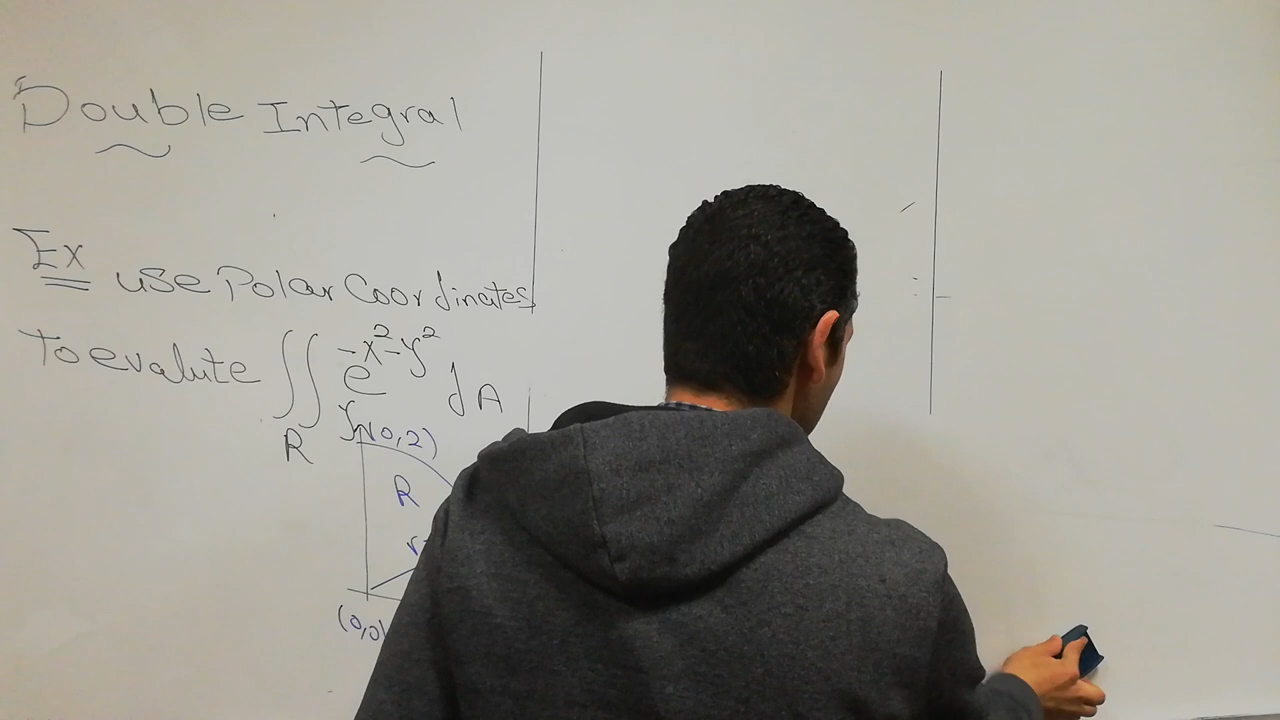 Double Integral
Ex use Polar Coordinates
To evalute ∬ e^{-x²-y²} dA
R
y (0,2)
R
r
(0,0)